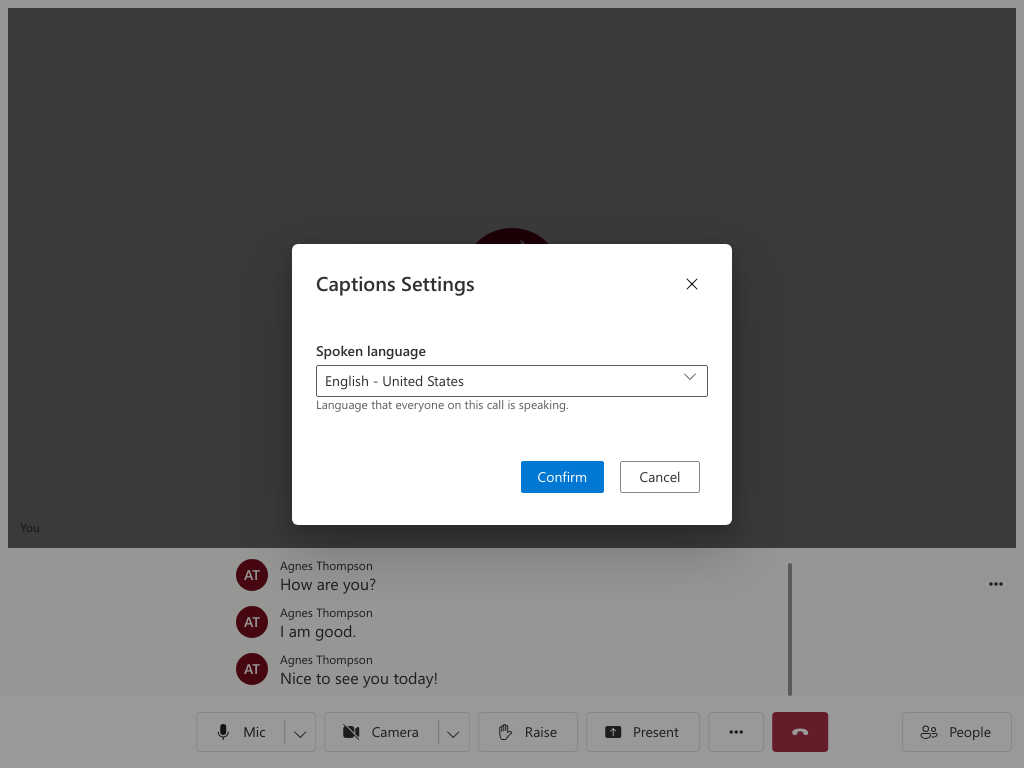 Captions Settings
Spoken language
English - United States
Language that everyone on this call is speaking.
Confirm
Cancel
You
AT
Agnes Thompson
How are you?
AT
Agnes Thompson
I am good.
AT
Agnes Thompson
Nice to see you today!
Mic
Camera
Raise
Present
People